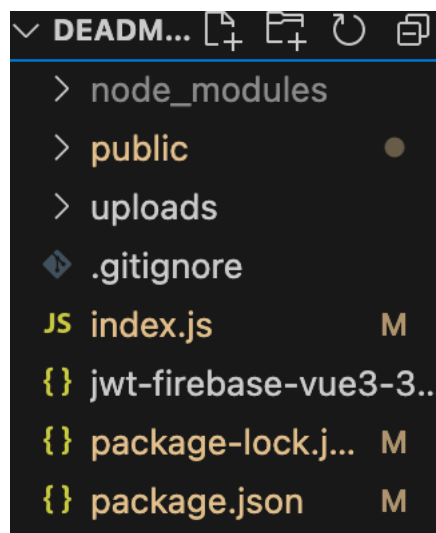 DEADM...
node_modules
public
uploads
.gitignore
JS index.js M
{} jwt-firebase-vue3-3..
{} package-lock.j... M
{} package.json M